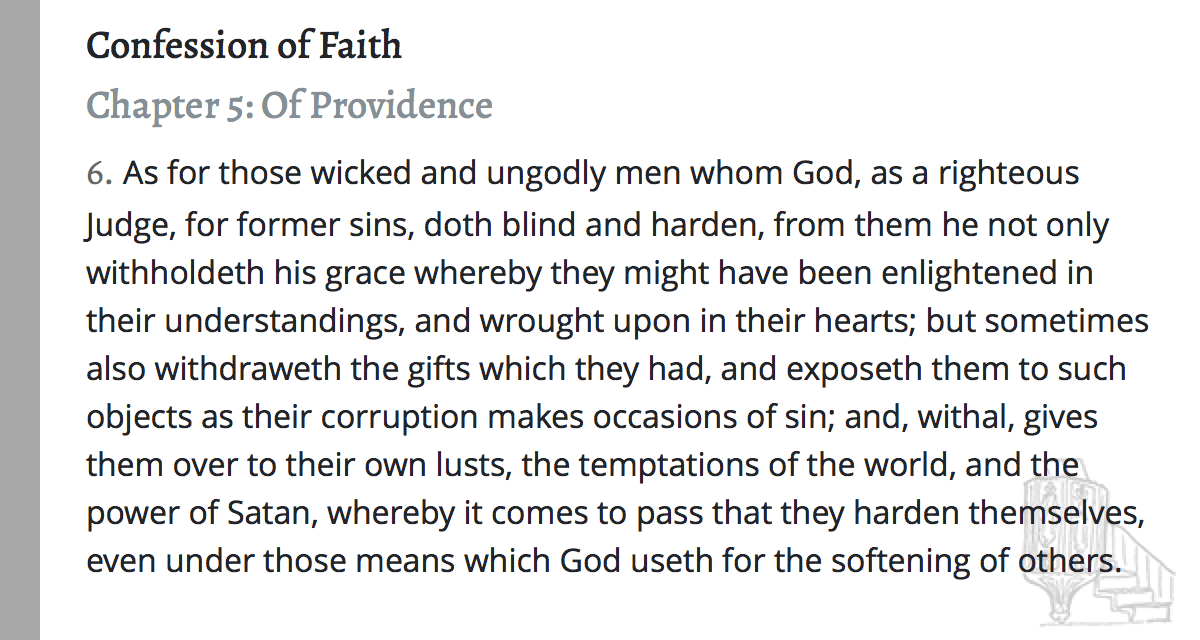 Confession of Faith
Chapter 5: Of Providence
6. As for those wicked and ungodly men whom God, as a righteous
Judge, for former sins, doth blind and harden, from them he not only
withholdeth his grace whereby they might have been enlightened in
their understandings, and wrought upon in their hearts; but sometimes
also withdraweth the gifts which they had, and exposeth them to such
objects as their corruption makes occasions of sin; and, withal, gives
them over to their own lusts, the temptations of the world, and the
power of Satan, whereby it comes to pass that they harden themselves,
even under those means which God useth for the softening of others.